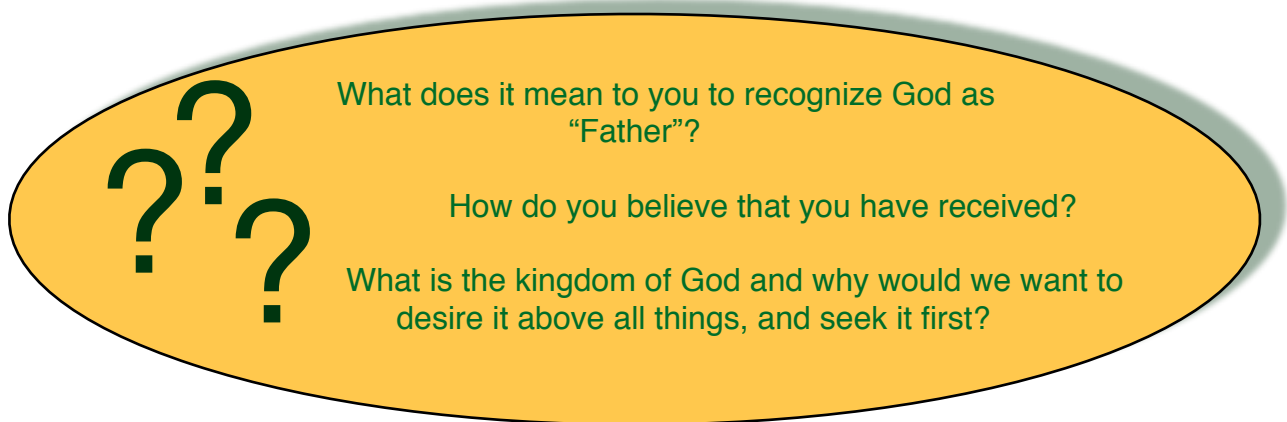 ???
What does it mean to you to recognize God as
“Father”?
How do you believe that you have received?
What is the kingdom of God and why would we want to
desire it above all things, and seek it first?